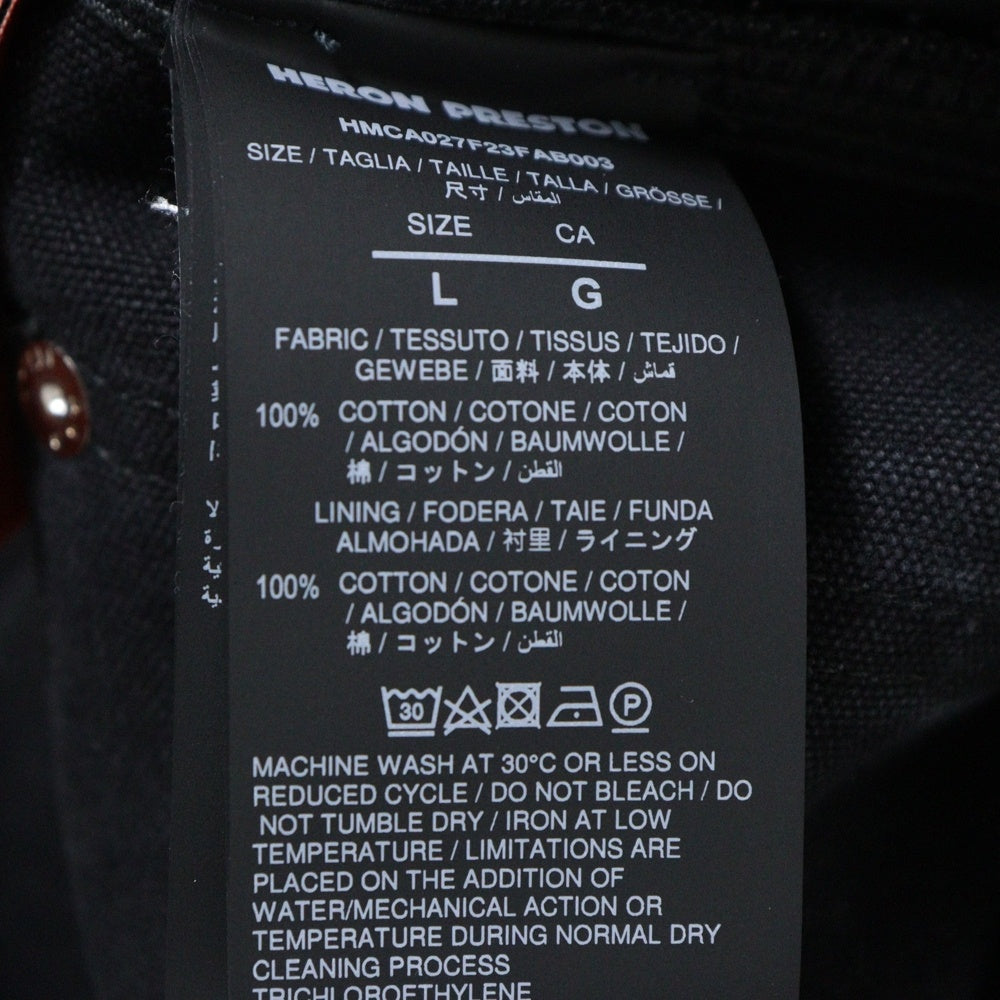 HERON PRESTON
HMCA027F23FAB003
SIZE / TAGLIA / TAILLE / TALLA / GRÖSSE /
尺寸 / المقاس
SIZE CA
L G
FABRIC / TESSUTO / TISSUS / TEJIDO /
GEWEBE / 面料 / 本体 / قماش
100% COTTON / COTONE / COTON
/ ALGODÓN / BAUMWOLLE /
棉 / コットン / القطن
LINING / FODERA / TAIE / FUNDA
ALMOHADA / 衬里 / ライニング
100% COTTON / COTONE / COTON
/ ALGODÓN / BAUMWOLLE /
棉 / コットン / القطن
30 P
MACHINE WASH AT 30°C OR LESS ON
REDUCED CYCLE / DO NOT BLEACH / DO
NOT TUMBLE DRY / IRON AT LOW
TEMPERATURE / LIMITATIONS ARE
PLACED ON THE ADDITION OF
WATER/MECHANICAL ACTION OR
TEMPERATURE DURING NORMAL DRY
CLEANING PROCESS
TRICHLOROETHYLENE